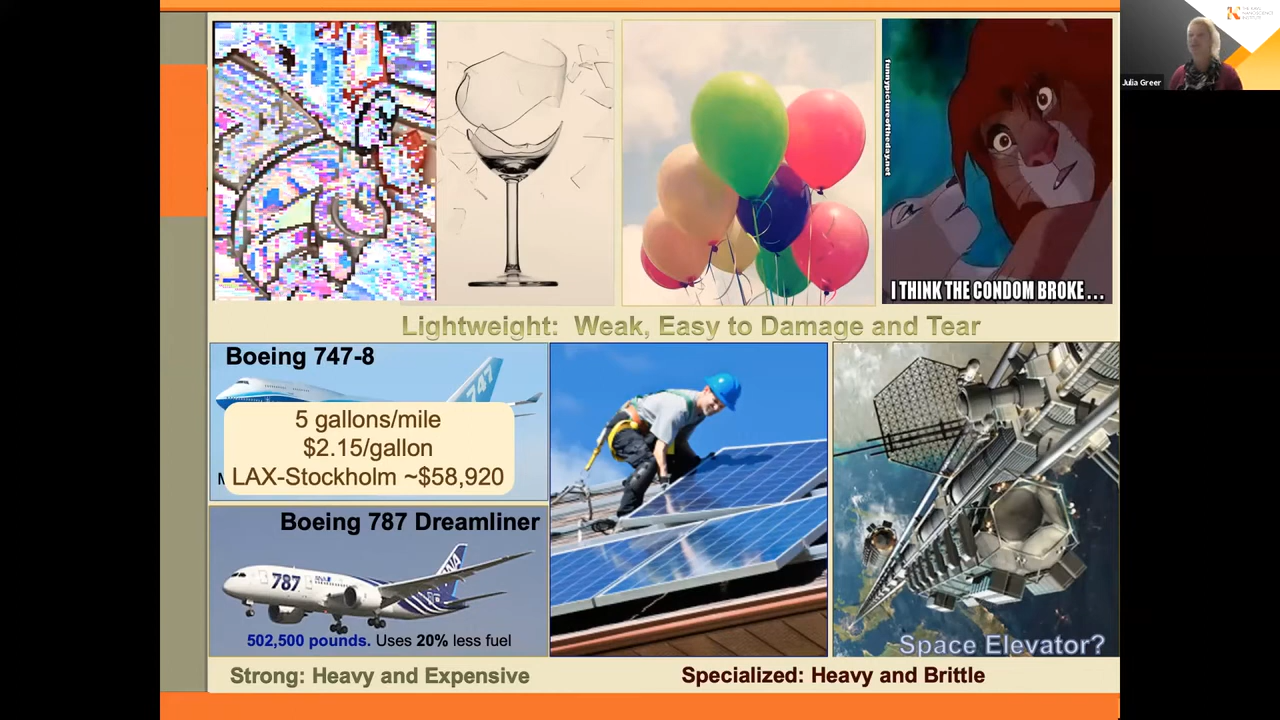 funnypictureoftheday.net
I THINK THE CONDOM BROKE...
Lightweight: Weak, Easy to Damage and Tear
Boeing 747-8
747
5 gallons/mile
$2.15/gallon
LAX-Stockholm ~$58,920
Boeing 787 Dreamliner
787
ANA
502,500 pounds. Uses 20% less fuel
Space Elevator?
Strong: Heavy and Expensive
Specialized: Heavy and Brittle
Julia Greer